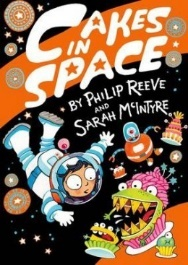 CAKES
IN
SPACE
BY PHILIP REEVE
AND
SARAH McINTYRE